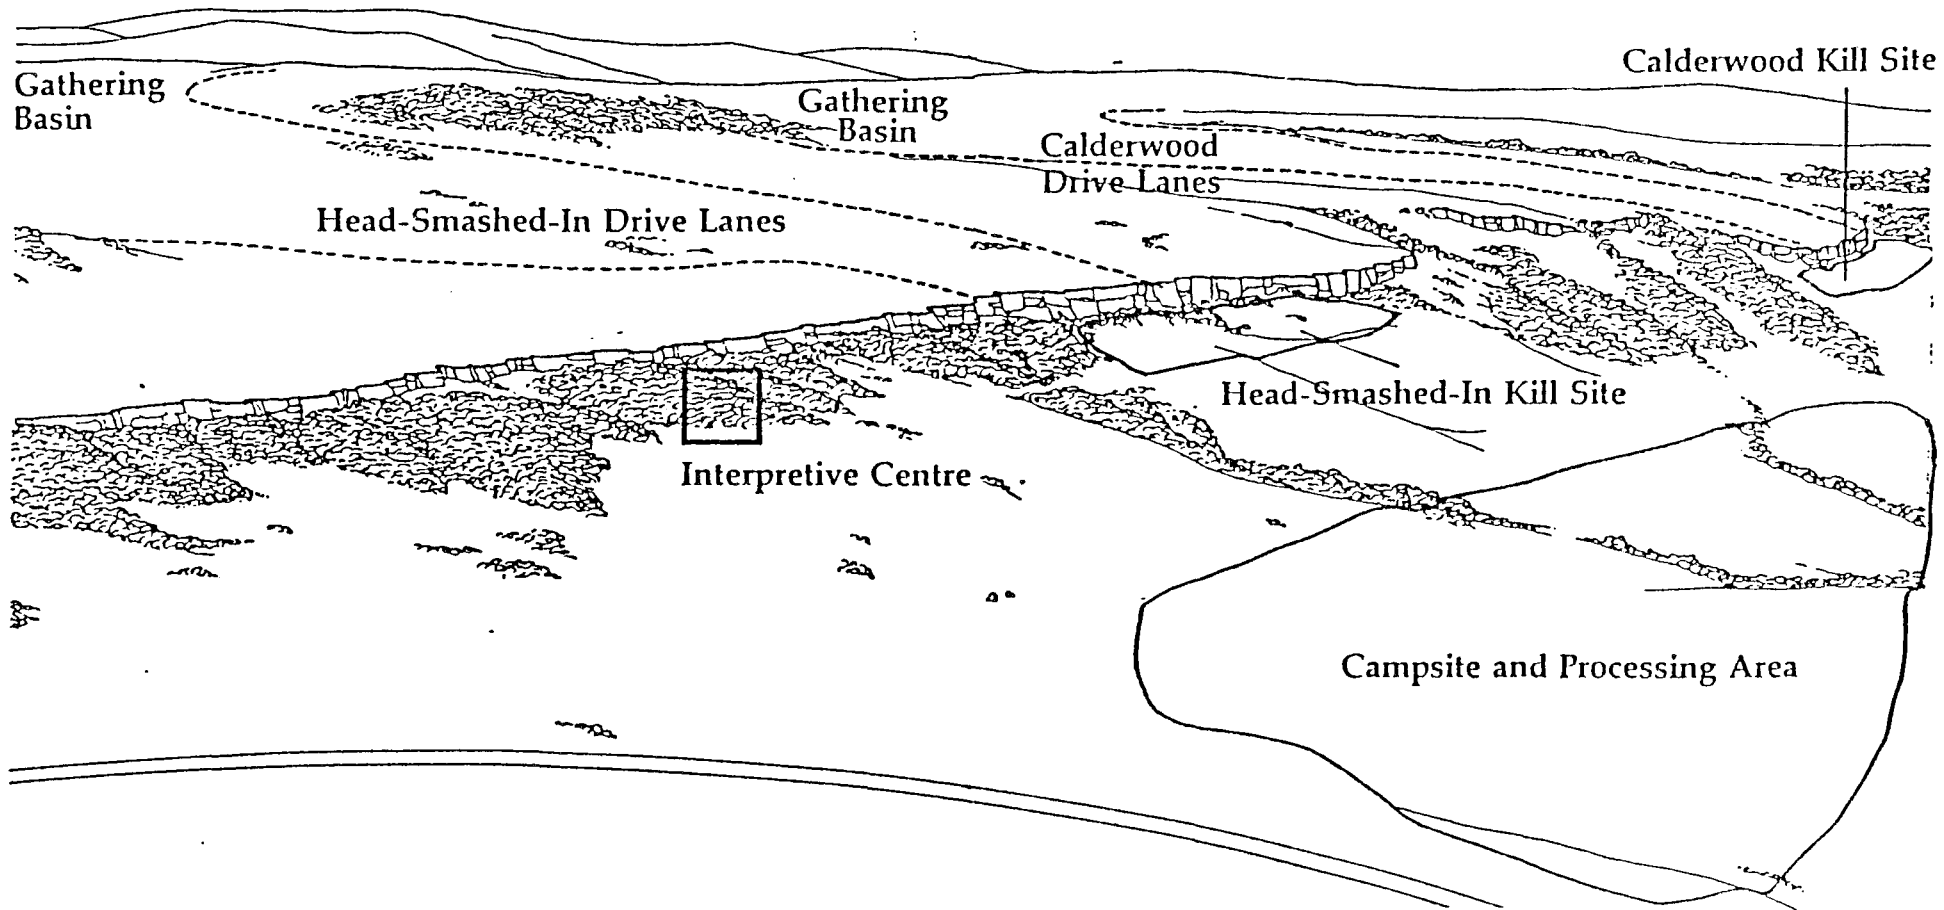 Calderwood Kill Site
Gathering
Basin
Gathering
Basin
Calderwood
Drive Lanes
Head-Smashed-In Drive Lanes
Head-Smashed-In Kill Site
Interpretive Centre
Campsite and Processing Area